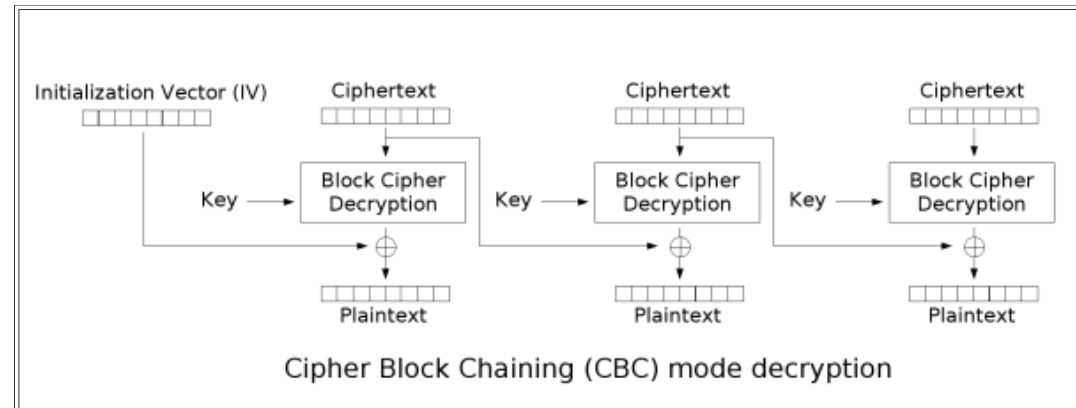 Initialization Vector (IV)
Ciphertext
Ciphertext
Ciphertext
Key
Block Cipher
Decryption
Key
Block Cipher
Decryption
Key
Block Cipher
Decryption
Plaintext
Plaintext
Plaintext
Cipher Block Chaining (CBC) mode decryption